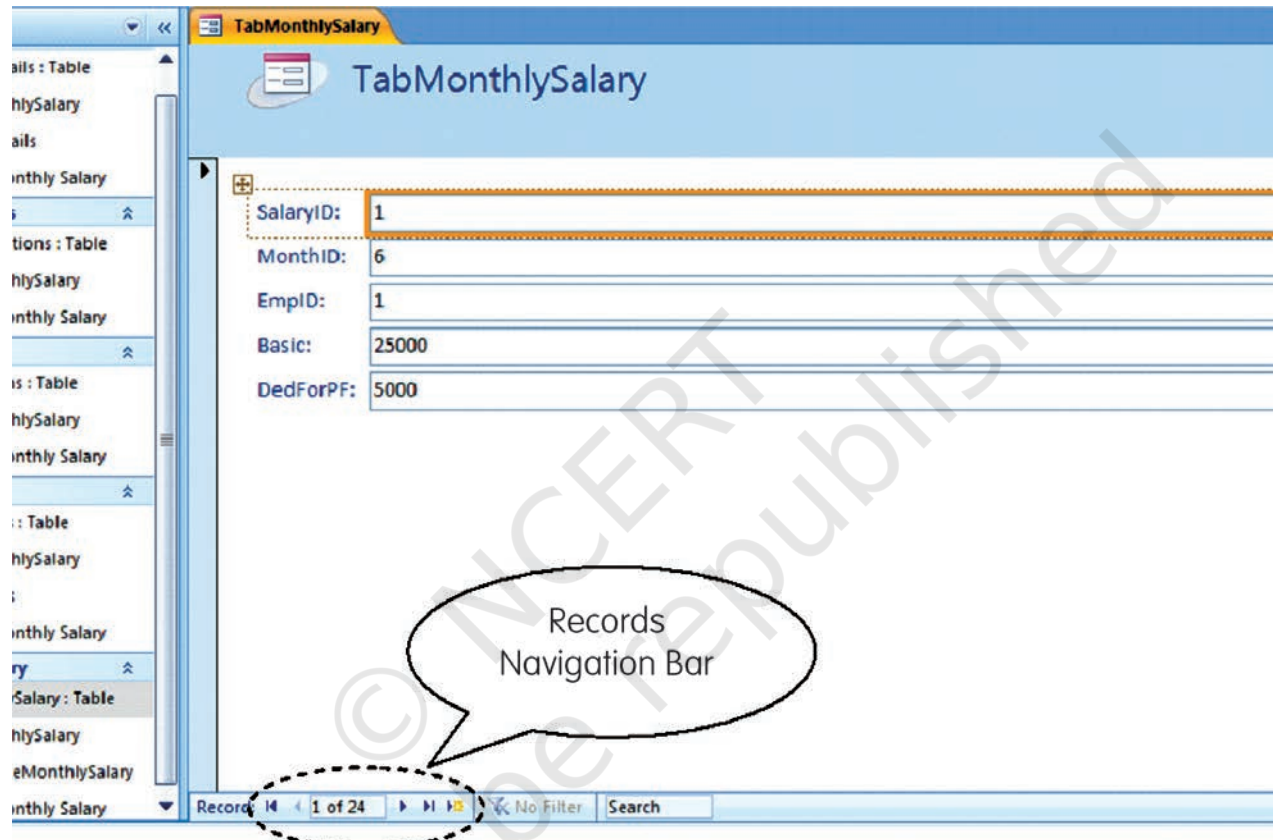 TabMonthlySalary
TabMonthlySalary
ails : Table
hlySalary
ails
onthly Salary
s
tions : Table
hlySalary
onthly Salary
s : Table
hlySalary
onthly Salary
: Table
hlySalary
s
onthly Salary
ry
Salary : Table
hlySalary
eMonthlySalary
onthly Salary
SalaryID: 1
MonthID: 6
EmpID: 1
Basic: 25000
DedForPF: 5000
Records
Navigation Bar
Record: 1 of 24 No Filter Search
© NCERT
be republished